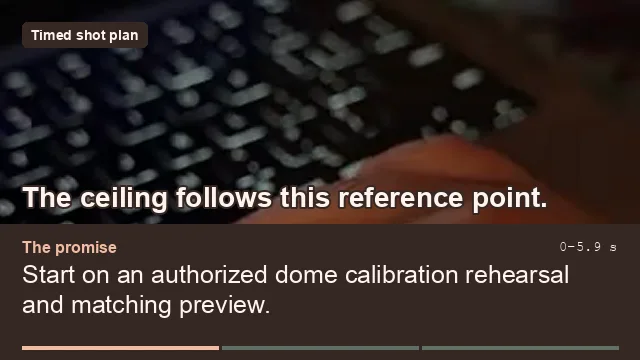 Timed shot plan
The ceiling follows this reference point.
The promise
0–5.9 s
Start on an authorized dome calibration rehearsal
and matching preview.